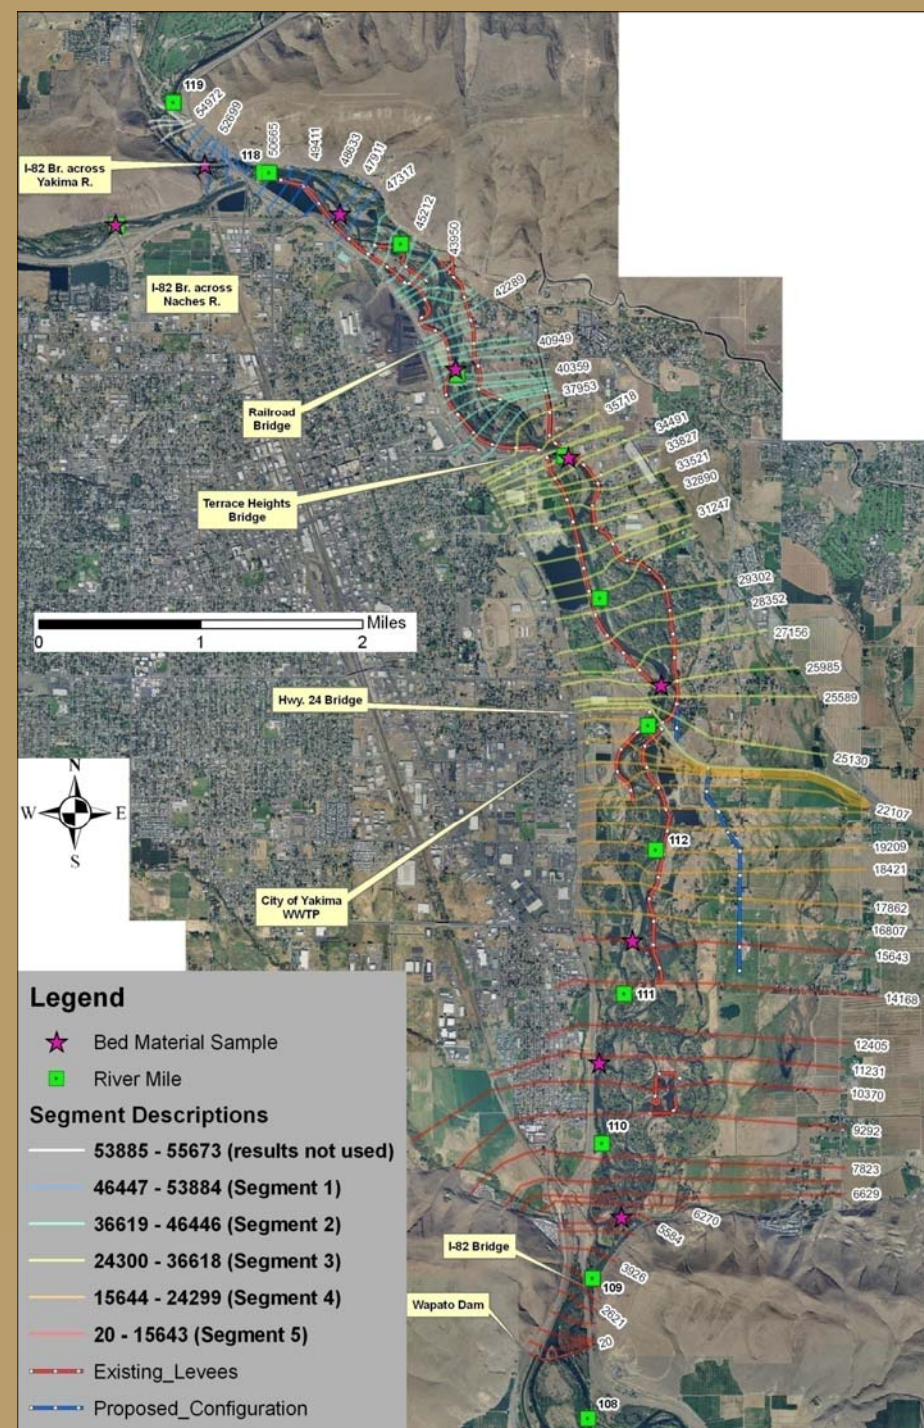 119
54972
52699
118
50665
49411
48633
47911
47317
I-82 Br. across
Yakima R.
45212
43950
I-82 Br. across
Naches R.
42289
40949
40359
37953
Railroad
Bridge
35718
34491
33827
33521
32890
31247
Terrace Heights
Bridge
29302
28352
27156
0 1 2 Miles
25985
25589
Hwy. 24 Bridge
25130
N
W E
S
22107
112
19209
18421
City of Yakima
WWTP
17862
16807
15643
111
14168
12405
11231
10370
110
9292
7823
6629
6270
5584
I-82 Bridge
3926
109
Wapato Dam
2621
20
108
Legend
Bed Material Sample
River Mile
Segment Descriptions
53885 - 55673 (results not used)
46447 - 53884 (Segment 1)
36619 - 46446 (Segment 2)
24300 - 36618 (Segment 3)
15644 - 24299 (Segment 4)
20 - 15643 (Segment 5)
Existing_Levees
Proposed_Configuration